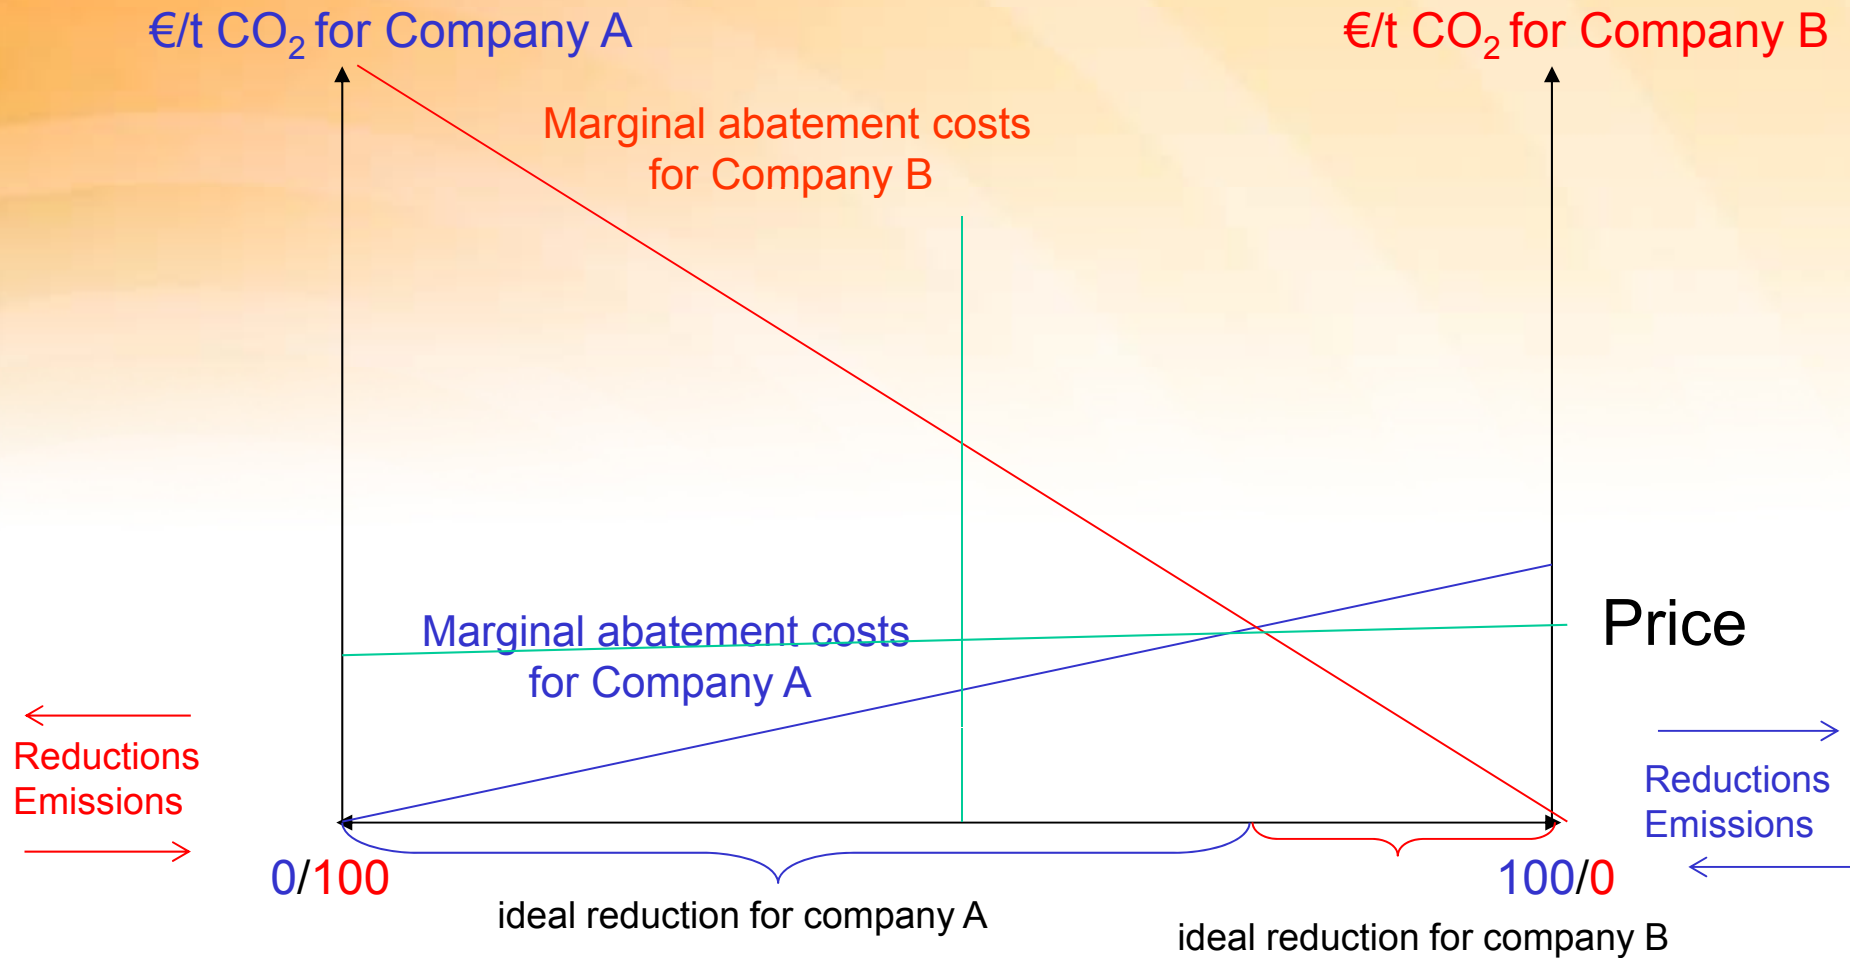 €/t CO₂ for Company A
€/t CO₂ for Company B
Marginal abatement costs
for Company B
Marginal abatement costs
for Company A
Price
Reductions
Emissions
Reductions
Emissions
0/100
100/0
ideal reduction for company A
ideal reduction for company B